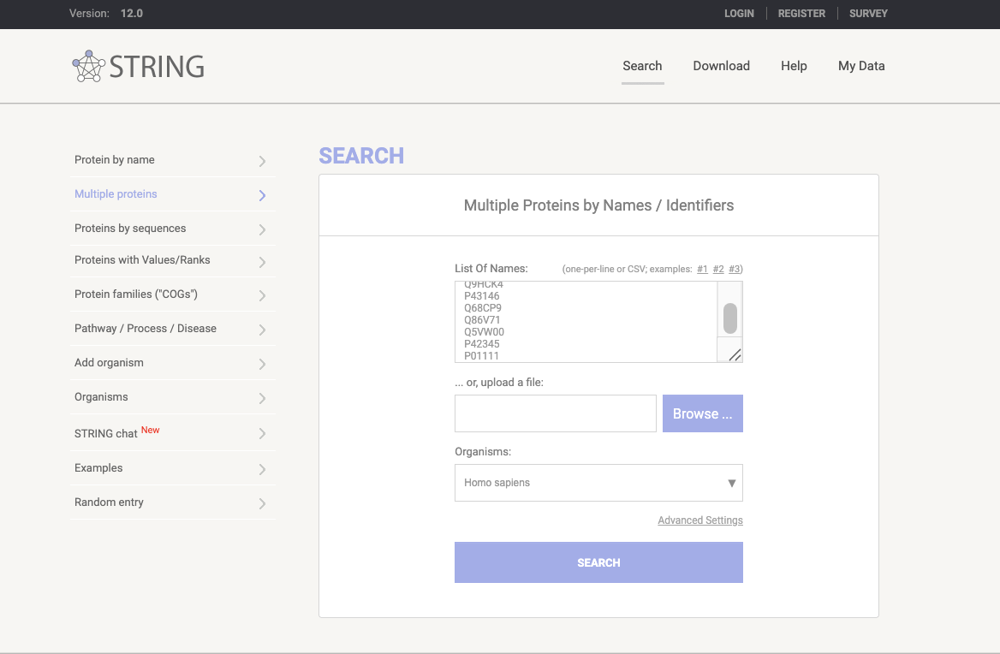 Version: 12.0
LOGIN REGISTER SURVEY
STRING
Search Download Help My Data
Protein by name
Multiple proteins
Proteins by sequences
Proteins with Values/Ranks
Protein families ("COGs")
Pathway / Process / Disease
Add organism
Organisms
STRING chat New
Examples
Random entry
SEARCH
Multiple Proteins by Names / Identifiers
List Of Names: (one-per-line or CSV; examples: #1 #2 #3)
Q9HCK4
P43146
Q68CP9
Q86V71
Q5VW00
P42345
P01111
... or, upload a file:
Browse ...
Organisms:
Homo sapiens ▼
Advanced Settings
SEARCH